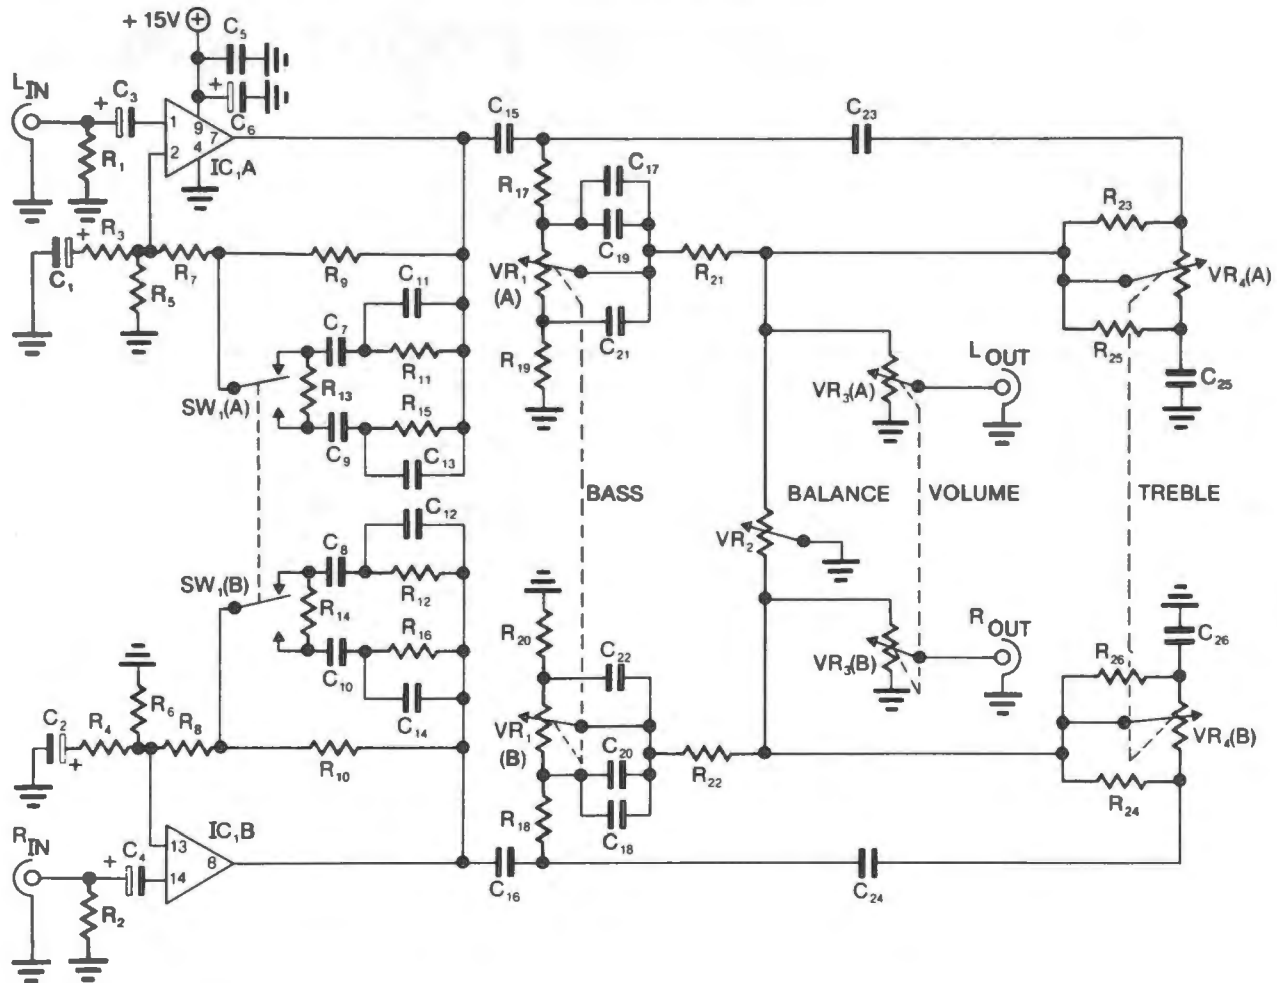 + 15V
C5
L IN
C3
+
+
1
9
7
C6
2
4
IC1A
R1
C15
C23
R17
C17
C19
R23
R3
+
R7
R9
C1
R5
C11
VR1
(A)
R21
VR4(A)
C7
R11
C21
R25
R13
R19
L OUT
C25
SW1(A)
R15
VR3(A)
C9
C13
BASS
BALANCE
VOLUME
TREBLE
C12
C8
VR2
SW1(B)
R12
R14
R16
R20
R OUT
C26
C10
C22
VR3(B)
R26
R6
C14
C2
R4
R8
VR1
(B)
VR4(B)
+
R10
C20
R22
R24
R18
C18
R IN
IC1B
+
C4
13
8
14
C16
C24
R2